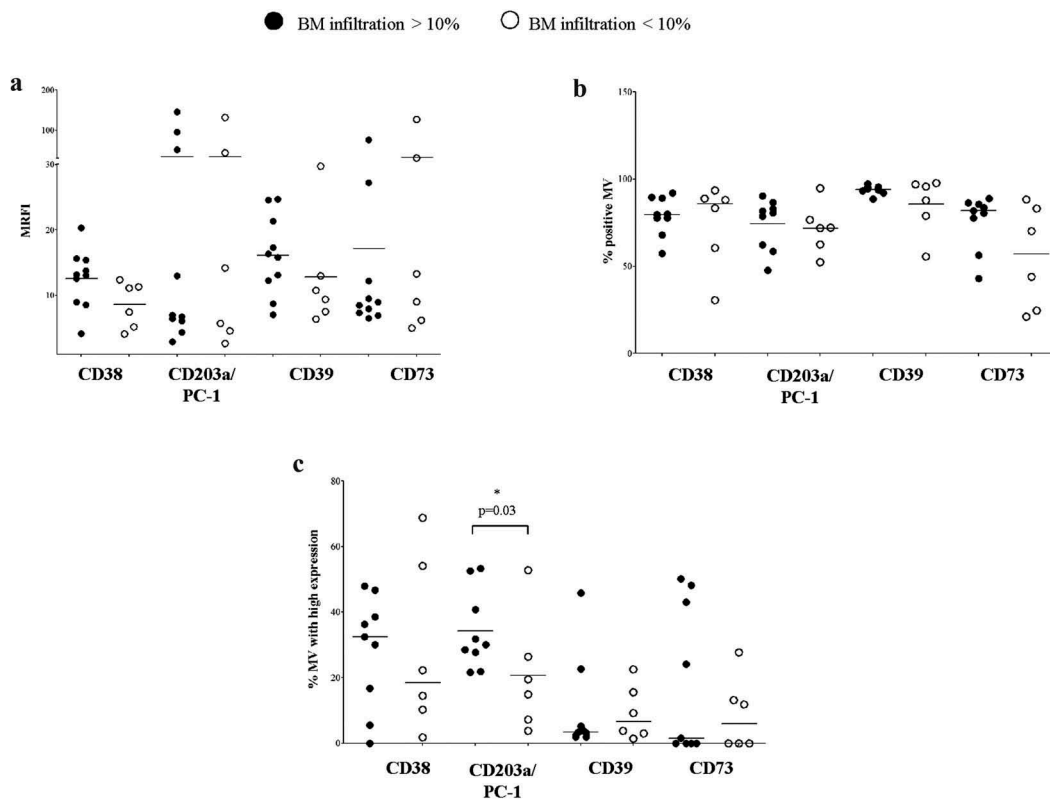 BM infiltration > 10%
BM infiltration < 10%
a
200
100
30
20
10
MRFI
CD38
CD203a/
PC-1
CD39
CD73
b
150
100
50
0
% positive MV
CD38
CD203a/
PC-1
CD39
CD73
c
80
60
40
20
0
% MV with high expression
*
p=0.03
CD38
CD203a/
PC-1
CD39
CD73